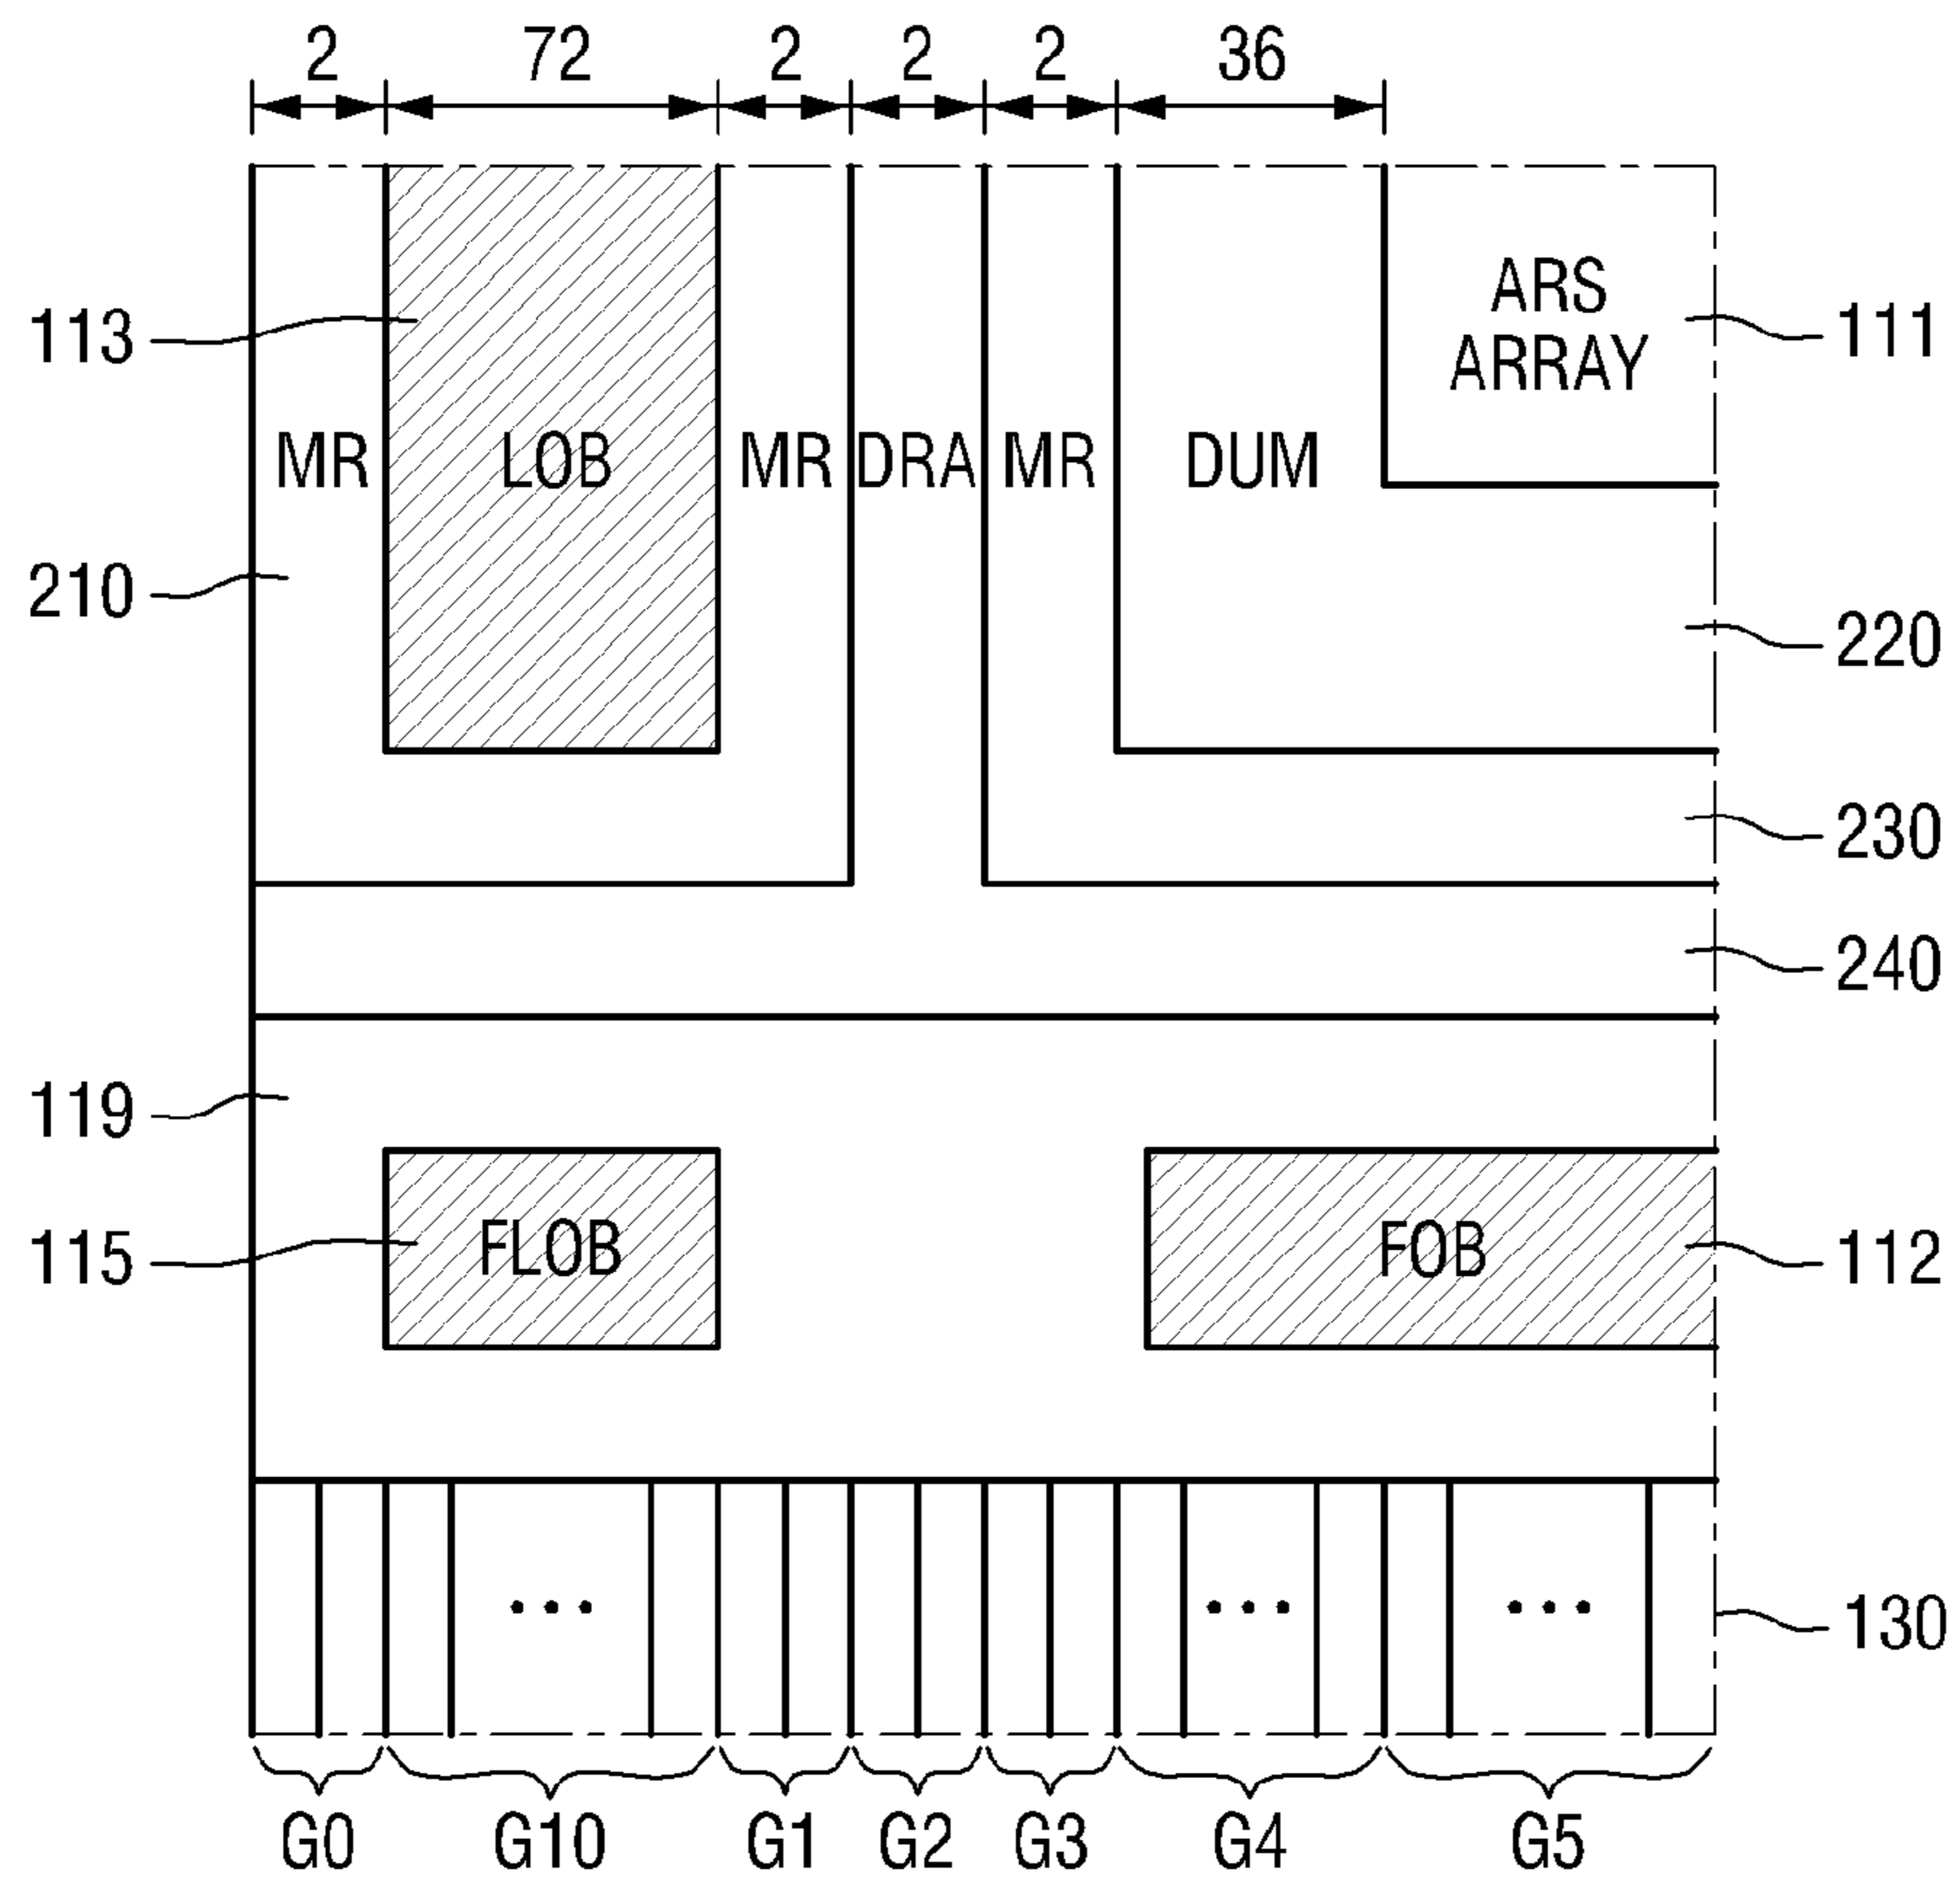 2 72 2 2 2 36
ARS
ARRAY
113
111
MR LOB MR DRA MR DUM
210
220
230
240
119
115
FLOB
FOB
112
... ... ...
130
G0 G10 G1 G2 G3 G4 G5